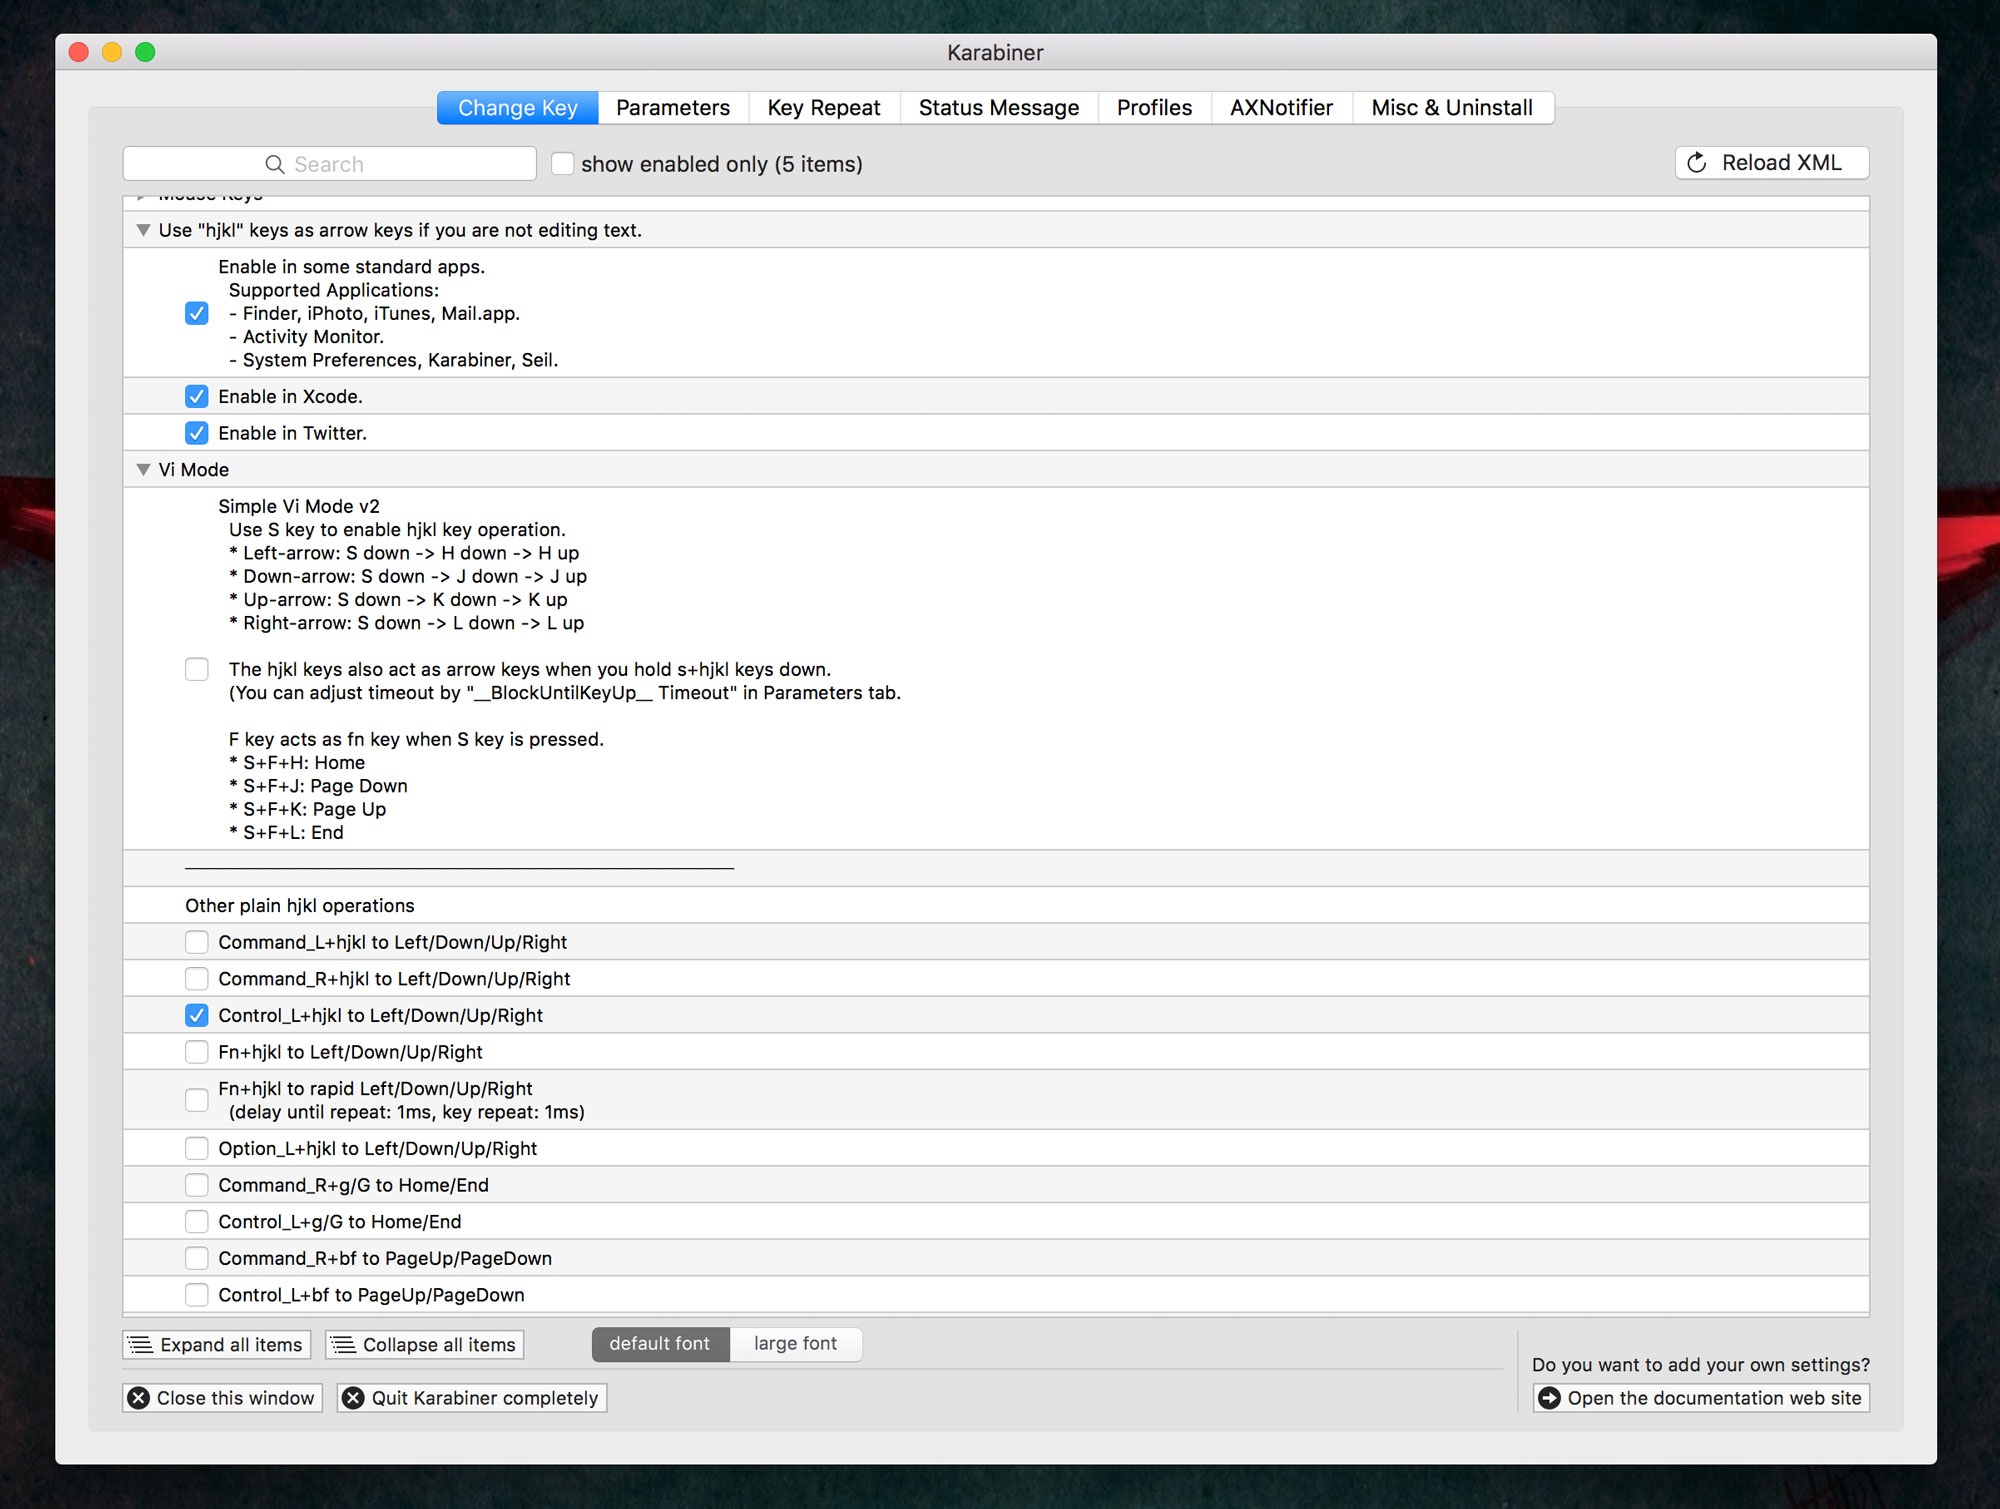 Karabiner
Change Key Parameters Key Repeat Status Message Profiles AXNotifier Misc & Uninstall
Search show enabled only (5 items) Reload XML
Mouse Keys
Use "hjkl" keys as arrow keys if you are not editing text.
Enable in some standard apps.
Supported Applications:
- Finder, iPhoto, iTunes, Mail.app.
- Activity Monitor.
- System Preferences, Karabiner, Seil.
Enable in Xcode.
Enable in Twitter.
Vi Mode
Simple Vi Mode v2
Use S key to enable hjkl key operation.
* Left-arrow: S down -> H down -> H up
* Down-arrow: S down -> J down -> J up
* Up-arrow: S down -> K down -> K up
* Right-arrow: S down -> L down -> L up
The hjkl keys also act as arrow keys when you hold s+hjkl keys down.
(You can adjust timeout by "__BlockUntilKeyUp__ Timeout" in Parameters tab.
F key acts as fn key when S key is pressed.
* S+F+H: Home
* S+F+J: Page Down
* S+F+K: Page Up
* S+F+L: End
Other plain hjkl operations
Command_L+hjkl to Left/Down/Up/Right
Command_R+hjkl to Left/Down/Up/Right
Control_L+hjkl to Left/Down/Up/Right
Fn+hjkl to Left/Down/Up/Right
Fn+hjkl to rapid Left/Down/Up/Right
(delay until repeat: 1ms, key repeat: 1ms)
Option_L+hjkl to Left/Down/Up/Right
Command_R+g/G to Home/End
Control_L+g/G to Home/End
Command_R+bf to PageUp/PageDown
Control_L+bf to PageUp/PageDown
Expand all items Collapse all items default font large font
Do you want to add your own settings?
Close this window Quit Karabiner completely Open the documentation web site